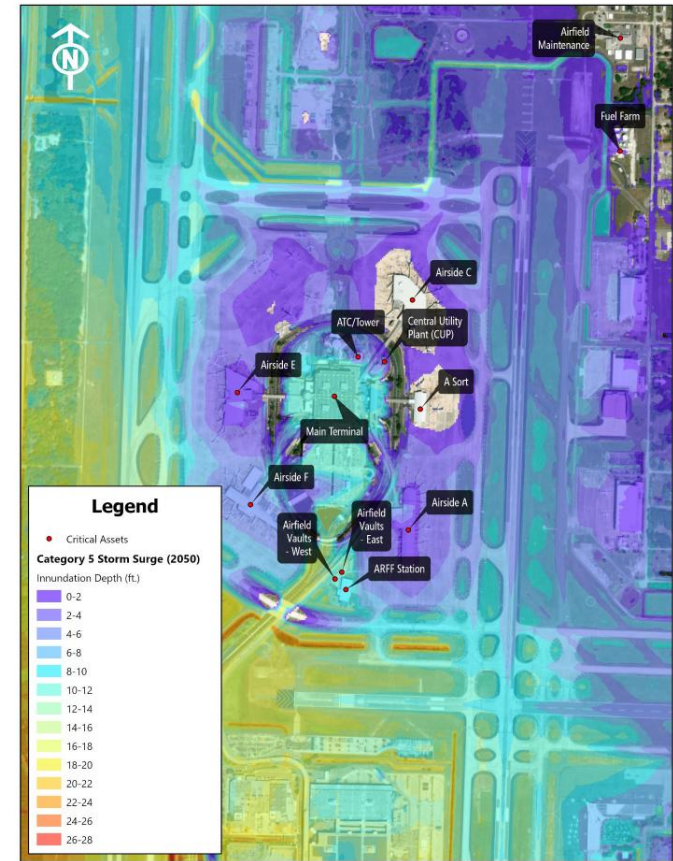 N
Airfield
Maintenance
Fuel Farm
Airside C
ATC/Tower
Central Utility
Plant (CUP)
Airside E
A Sort
Main Terminal
Airside F
Airside A
Airfield
Vaults
- West
Airfield
Vaults
- East
ARFF Station
Legend
Critical Assets
Category 5 Storm Surge (2050)
Innundation Depth (ft.)
0-2
2-4
4-6
6-8
8-10
10-12
12-14
14-16
16-18
18-20
20-22
22-24
24-26
26-28